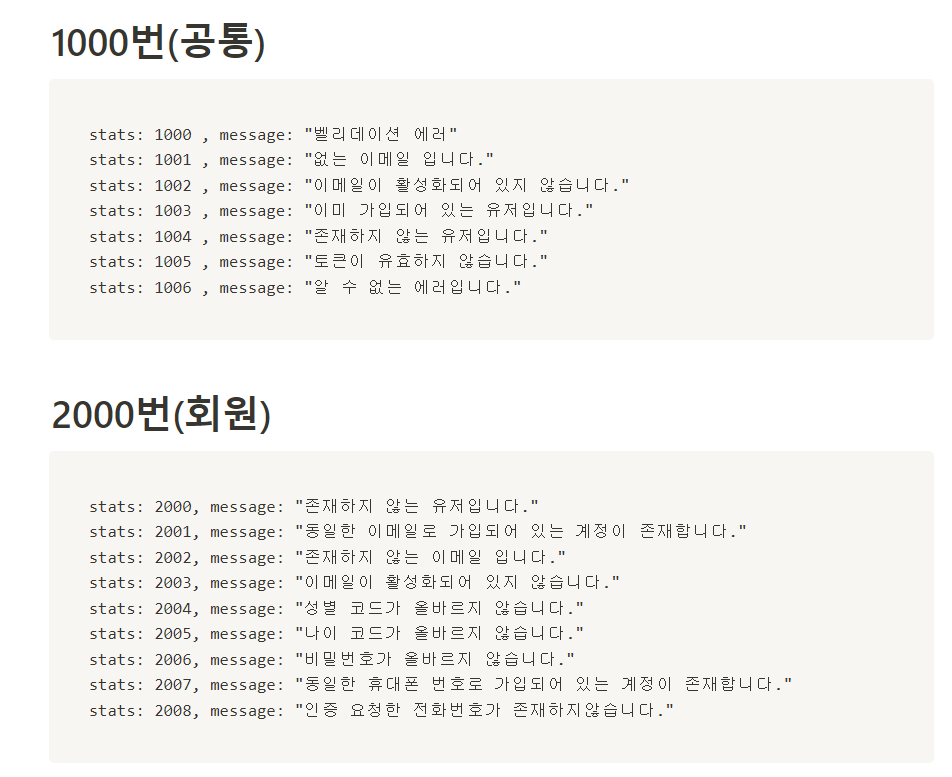 1000번(공통)
stats: 1000 , message: "벨리데이션 에러"
stats: 1001 , message: "없는 이메일 입니다."
stats: 1002 , message: "이메일이 활성화되어 있지 않습니다."
stats: 1003 , message: "이미 가입되어 있는 유저입니다."
stats: 1004 , message: "존재하지 않는 유저입니다."
stats: 1005 , message: "토큰이 유효하지 않습니다."
stats: 1006 , message: "알 수 없는 에러입니다."
2000번(회원)
stats: 2000, message: "존재하지 않는 유저입니다."
stats: 2001, message: "동일한 이메일로 가입되어 있는 계정이 존재합니다."
stats: 2002, message: "존재하지 않는 이메일 입니다."
stats: 2003, message: "이메일이 활성화되어 있지 않습니다."
stats: 2004, message: "성별 코드가 올바르지 않습니다."
stats: 2005, message: "나이 코드가 올바르지 않습니다."
stats: 2006, message: "비밀번호가 올바르지 않습니다."
stats: 2007, message: "동일한 휴대폰 번호로 가입되어 있는 계정이 존재합니다."
stats: 2008, message: "인증 요청한 전화번호가 존재하지않습니다."